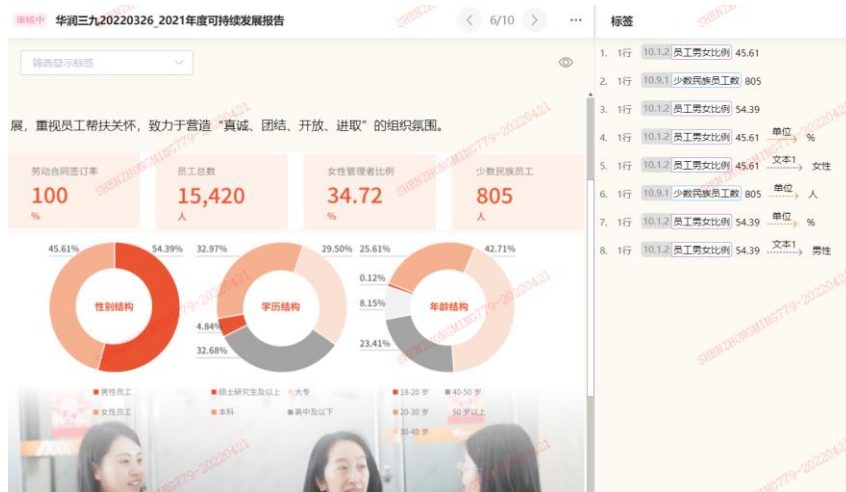 审核中 华润三九20220326_2021年度可持续发展报告
6/10
...
筛选显示标签
展，重视员工帮扶关怀，致力于营造“真诚、团结、开放、进取”的组织氛围。
劳动合同签订率
100
%
员工总数
15,420
人
女性管理者比例
34.72
%
少数民族员工
805
人
45.61%
54.39%
性别结构
男性员工
女性员工
32.97%
29.50%
4.84%
32.68%
学历结构
硕士研究生及以上
大专
本科
高中及以下
25.61%
42.71%
0.12%
8.15%
23.41%
年龄结构
18-20 岁
40-50 岁
20-30 岁
50 岁以上
30-40 岁
标签
1. 1行 10.1.2 员工男女比例 45.61
2. 1行 10.9.1 少数民族员工数 805
3. 1行 10.1.2 员工男女比例 54.39
4. 1行 10.1.2 员工男女比例 45.61 单位 %
5. 1行 10.1.2 员工男女比例 45.61 文本1 女性
6. 1行 10.9.1 少数民族员工数 805 单位 人
7. 1行 10.1.2 员工男女比例 54.39 单位 %
8. 1行 10.1.2 员工男女比例 54.39 文本1 男性
SHENZHONGMING779-20220421